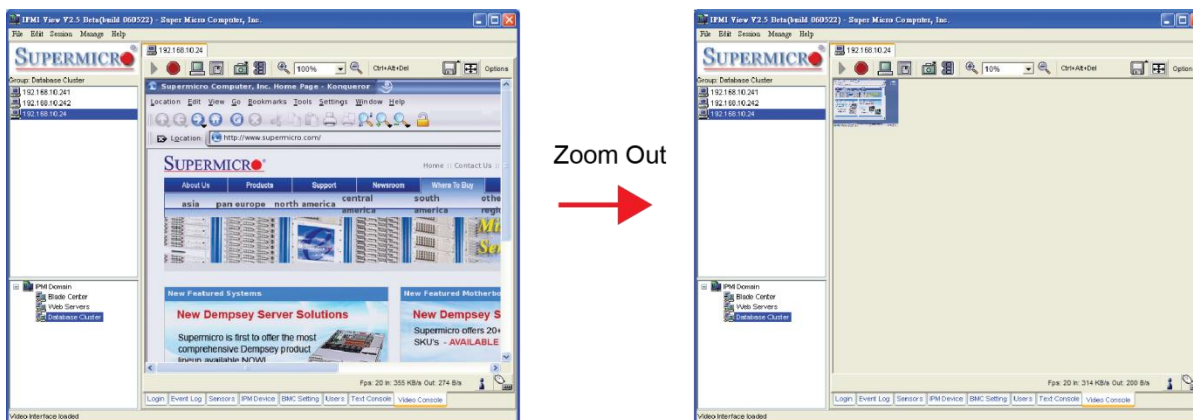 IPMI View V2.5 Beta(build 060522) - Super Micro Computer, Inc.
File Edit Session Manage Help
SUPERMICRO
192.168.10.24
100%
Ctrl+Alt+Del
Options
Group: Database Cluster
192.168.10.241
192.168.10.242
192.168.10.24
Supermicro Computer, Inc. Home Page - Konqueror
Location Edit View Go Bookmarks Tools Settings Window Help
Location: http://www.supermicro.com/
SUPERMICRO
Home :: Contact Us ::
About Us Products Support Newsroom Where To Buy
asia pan europe north america central america south america
New Featured Systems
New Dempsey Server Solutions
Supermicro is first to offer the most
comprehensive Dempsey product
lineup available NOW!
New Featured Motherbo
New Dempsey S
Supermicro offers 20+
SKU's - AVAILABLE
IPMI Domain
Blade Center
Web Servers
Database Cluster
Fps: 20 In: 355 KB/s Out: 274 B/s
Login Event Log Sensors IPMI Device BMC Setting Users Text Console Video Console
Video Interface loaded
Zoom Out
IPMI View V2.5 Beta(build 060522) - Super Micro Computer, Inc.
File Edit Session Manage Help
SUPERMICRO
192.168.10.24
10%
Ctrl+Alt+Del
Option
Group: Database Cluster
192.168.10.241
192.168.10.242
192.168.10.24
IPMI Domain
Blade Center
Web Servers
Database Cluster
Fps: 20 In: 314 KB/s Out: 200 B/s
Login Event Log Sensors IPMI Device BMC Setting Users Text Console Video Console
Video Interface loaded